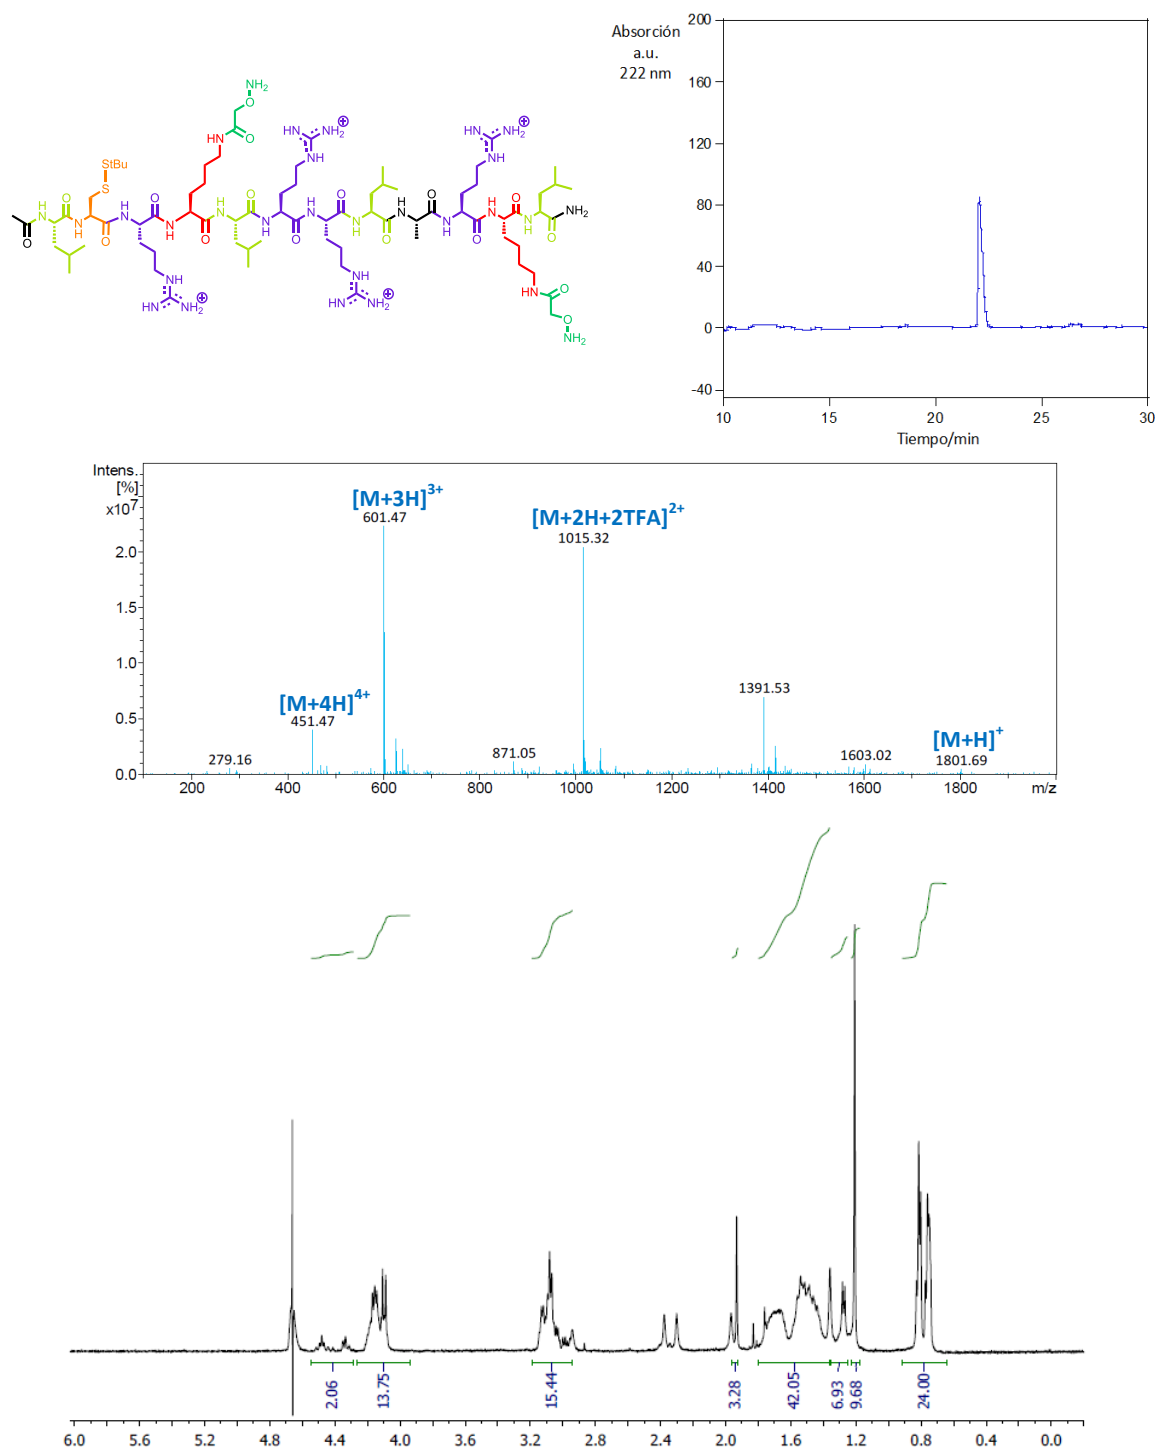 Absorción
a.u.
222 nm
200
160
120
80
40
0
-40
10 15 20 25 30
Tiempo/min
NH2
O
O
HN
StBu
S
HN NH2 ⊕
NH
HN NH2 ⊕
NH
H
N
O
N
H
O
H
N
O
N
H
O
H
N
O
N
H
O
H
N
O
N
H
O
H
N
O
N
H
O
H
N
O
N
H
O
NH2
O
NH
HN NH2 ⊕
NH
HN NH2 ⊕
HN
O
O
NH2
Intens.
[%]
x10^7
2.0
1.5
1.0
0.5
0.0
[M+3H]3+
601.47
[M+2H+2TFA]2+
1015.32
[M+4H]4+
451.47
1391.53
[M+H]+
1801.69
279.16
871.05
1603.02
200 400 600 800 1000 1200 1400 1600 1800 m/z
2.06
13.75
15.44
3.28
42.05
6.93
9.68
24.00
6.0 5.6 5.2 4.8 4.4 4.0 3.6 3.2 2.8 2.4 2.0 1.6 1.2 0.8 0.4 0.0